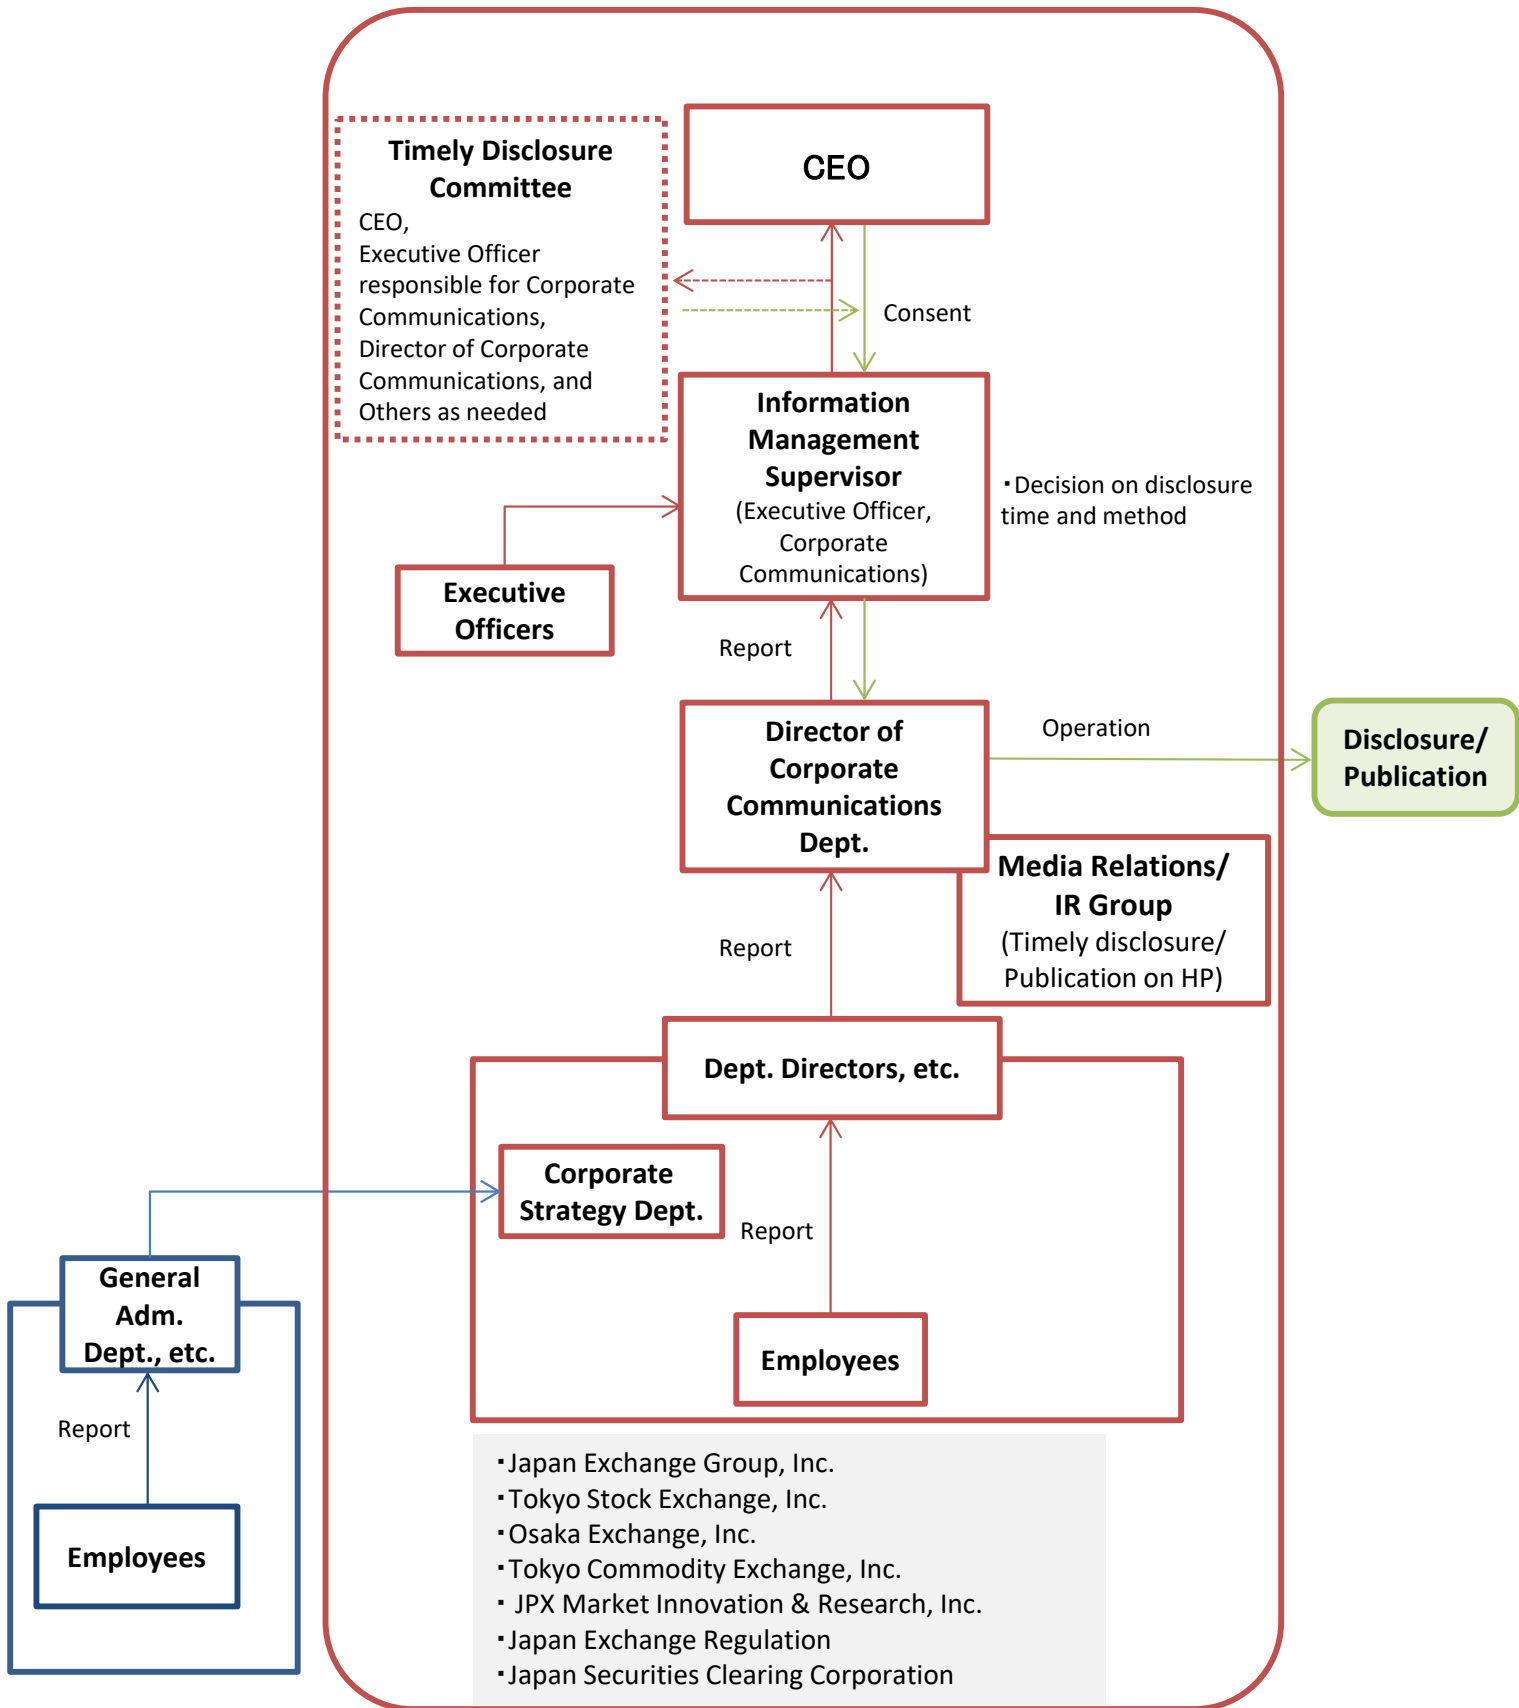 Timely Disclosure
Committee
CEO,
Executive Officer
responsible for Corporate
Communications,
Director of Corporate
Communications, and
Others as needed
CEO
Consent
Information
Management
Supervisor
(Executive Officer,
Corporate
Communications)
・Decision on disclosure
time and method
Executive
Officers
Report
Director of
Corporate
Communications
Dept.
Operation
Disclosure/
Publication
Media Relations/
IR Group
(Timely disclosure/
Publication on HP)
Report
Dept. Directors, etc.
Corporate
Strategy Dept.
Report
Employees
General
Adm.
Dept., etc.
Report
Employees
・Japan Exchange Group, Inc.
・Tokyo Stock Exchange, Inc.
・Osaka Exchange, Inc.
・Tokyo Commodity Exchange, Inc.
・ JPX Market Innovation & Research, Inc.
・Japan Exchange Regulation
・Japan Securities Clearing Corporation